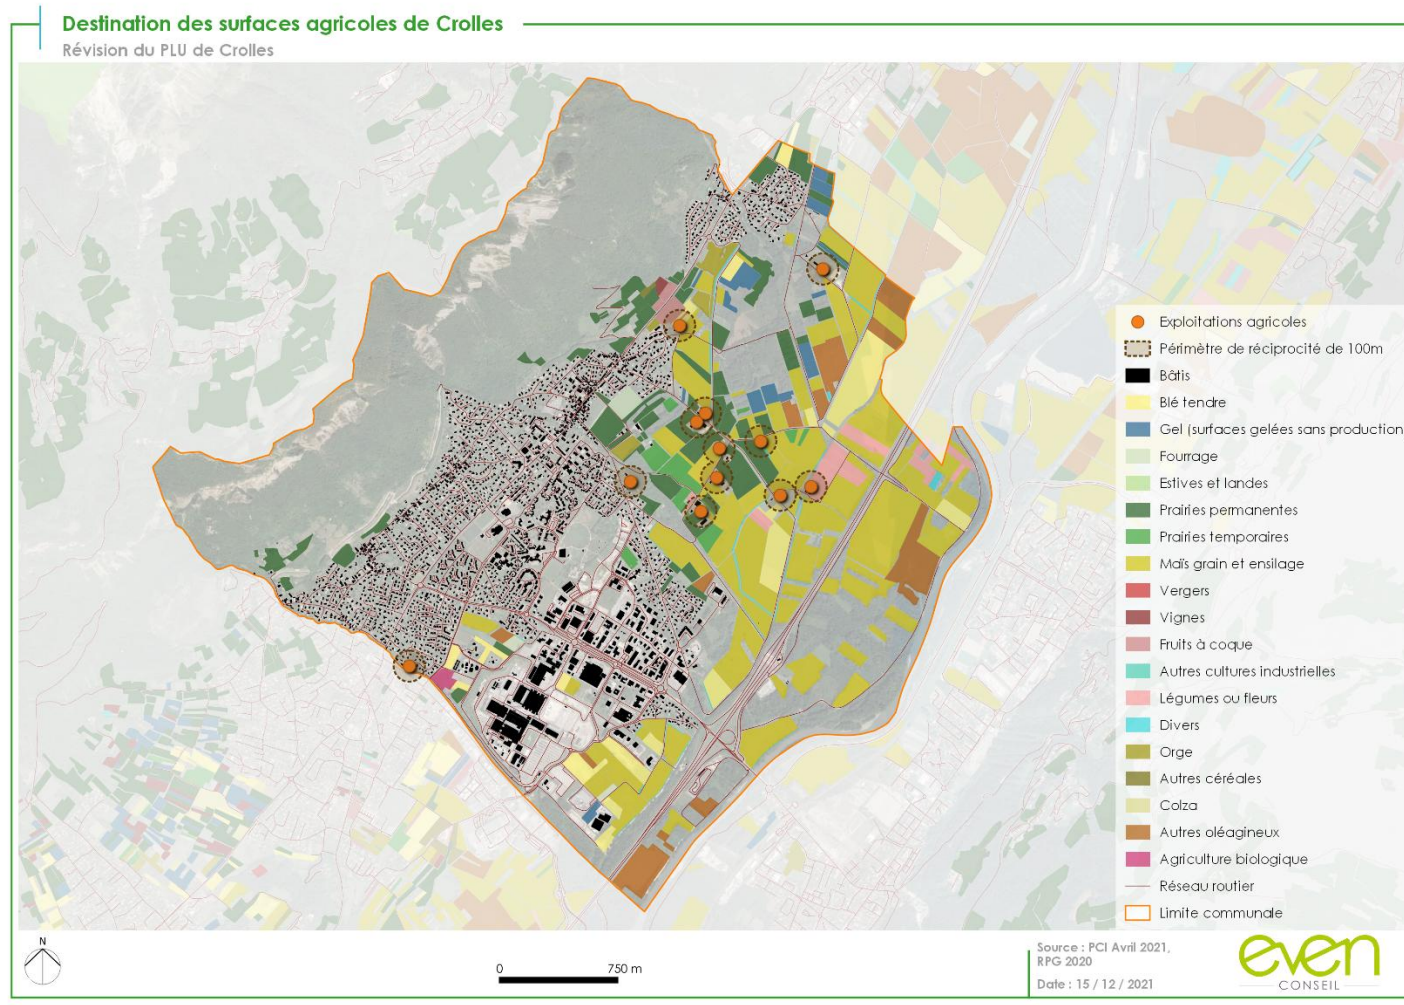 Destination des surfaces agricoles de Crolles
Révision du PLU de Crolles
Exploitations agricoles
Périmètre de réciprocité de 100m
Bâtis
Blé tendre
Gel (surfaces gelées sans production
Fourrage
Estives et landes
Prairies permanentes
Prairies temporaires
Maïs grain et ensilage
Vergers
Vignes
Fruits à coque
Autres cultures industrielles
Légumes ou fleurs
Divers
Orge
Autres céréales
Colza
Autres oléagineux
Agriculture biologique
Réseau routier
Limite communale
N
0 750 m
Source : PCI Avril 2021,
RPG 2020
Date : 15 / 12 / 2021
even
CONSEIL